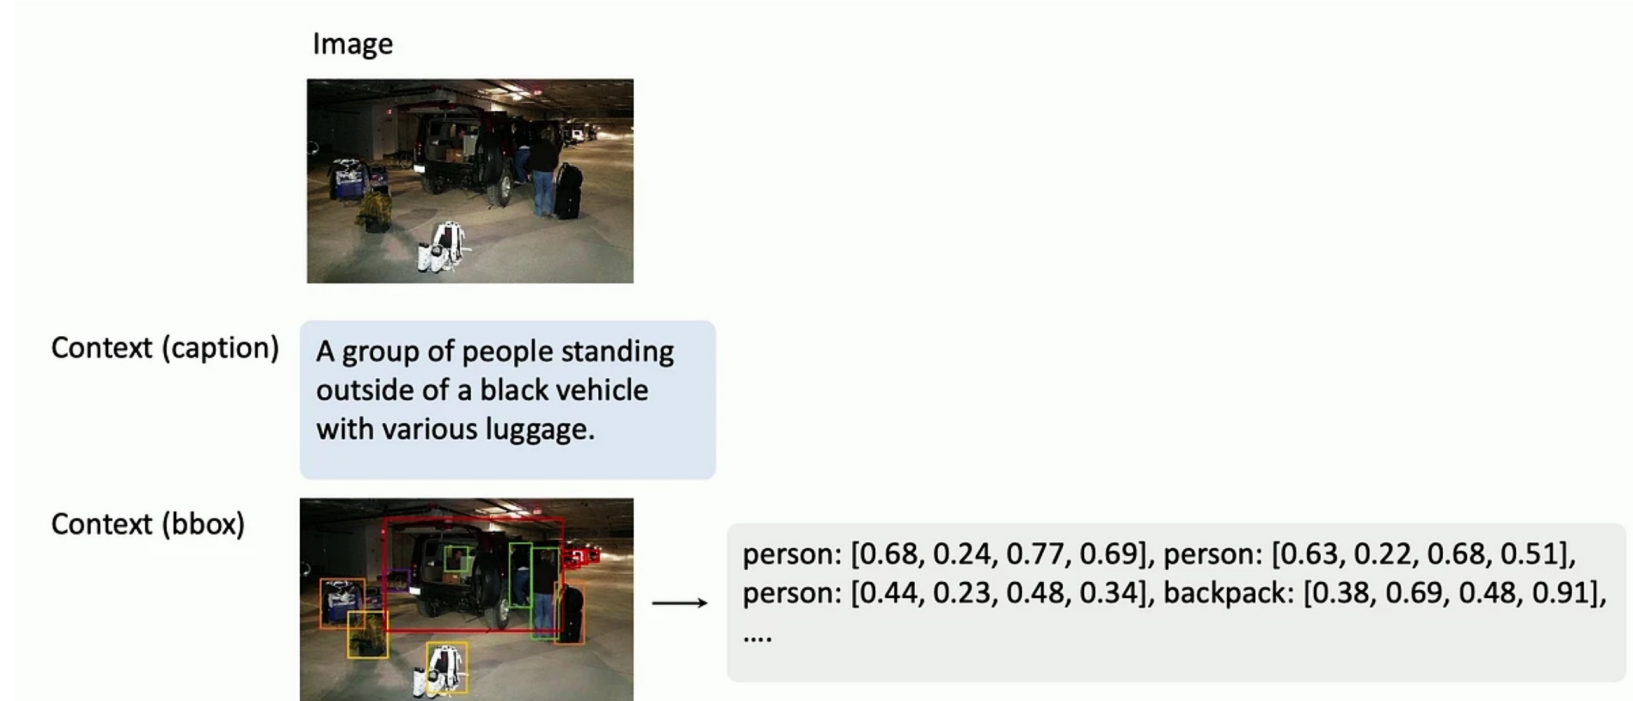 Image
Context (caption)
A group of people standing
outside of a black vehicle
with various luggage.
Context (bbox)
person: [0.68, 0.24, 0.77, 0.69], person: [0.63, 0.22, 0.68, 0.51],
person: [0.44, 0.23, 0.48, 0.34], backpack: [0.38, 0.69, 0.48, 0.91],
....